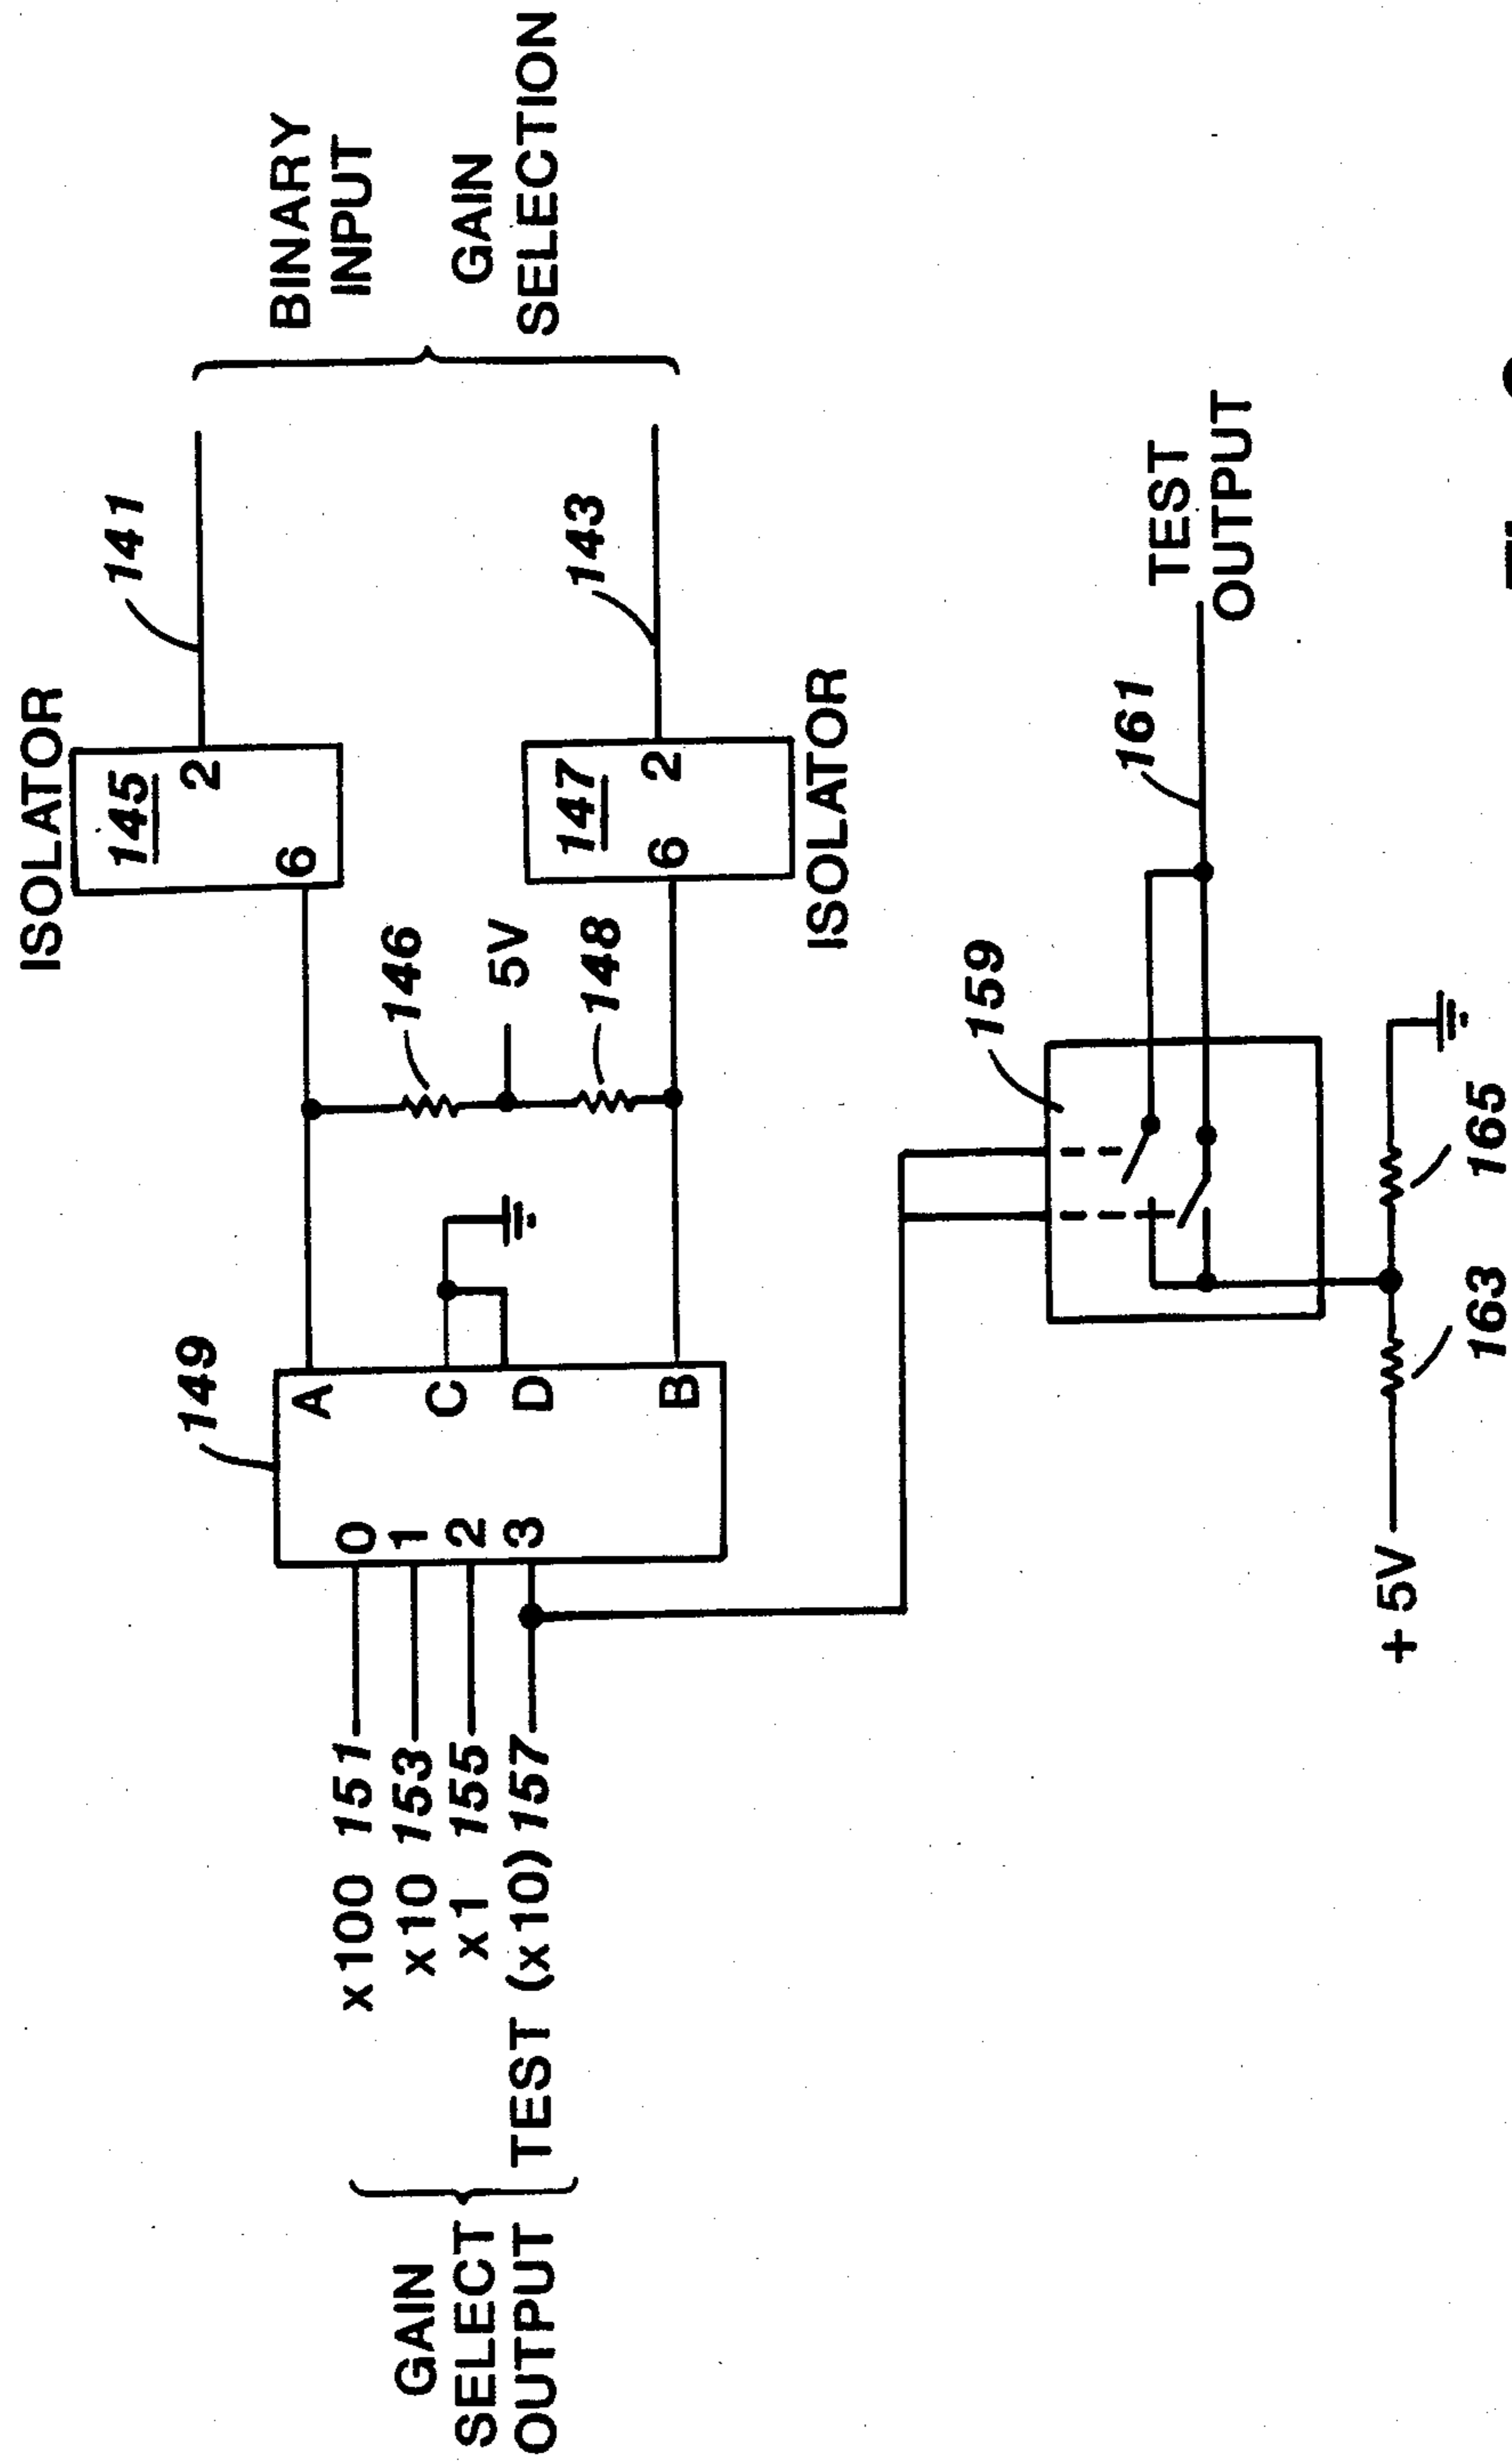 ISOLATOR
145
2
6
141
BINARY
INPUT
GAIN
SELECTION
146
5V
148
147
2
6
ISOLATOR
143
149
A
C
D
B
0
1
2
3
x100 151
x10 153
x1 155
TEST (x10) 157
GAIN
SELECT
OUTPUT
159
161
TEST
OUTPUT
+5V
163
165